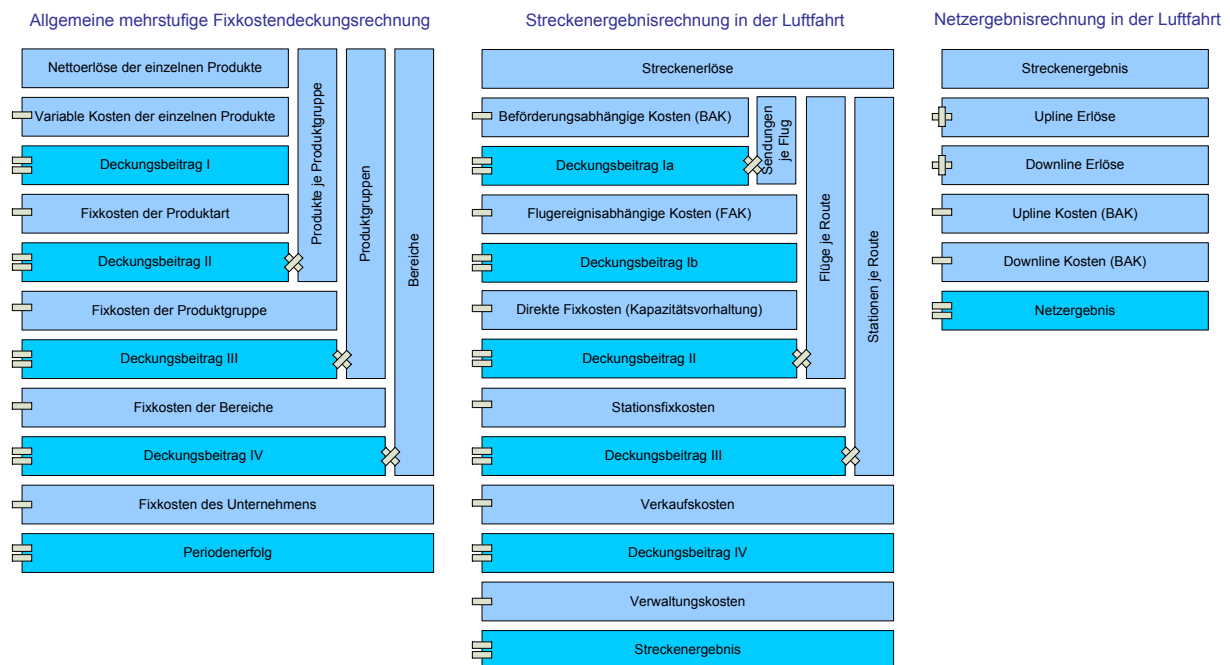 Allgemeine mehrstufige Fixkostendeckungsrechnung
Nettoerlöse der einzelnen Produkte
Variable Kosten der einzelnen Produkte
Deckungsbeitrag I
Fixkosten der Produktart
Deckungsbeitrag II
Fixkosten der Produktgruppe
Deckungsbeitrag III
Fixkosten der Bereiche
Deckungsbeitrag IV
Fixkosten des Unternehmens
Periodenerfolg
Produkte je Produktgruppe
Produktgruppen
Bereiche
Streckenergebnisrechnung in der Luftfahrt
Streckenerlöse
Beförderungsabhängige Kosten (BAK)
Deckungsbeitrag Ia
Flugereignisabhängige Kosten (FAK)
Deckungsbeitrag Ib
Direkte Fixkosten (Kapazitätsvorhaltung)
Deckungsbeitrag II
Stationsfixkosten
Deckungsbeitrag III
Verkaufskosten
Deckungsbeitrag IV
Verwaltungskosten
Streckenergebnis
Sendungen
je Flug
Flüge je Route
Stationen je Route
Netzergebnisrechnung in der Luftfahrt
Streckenergebnis
Upline Erlöse
Downline Erlöse
Upline Kosten (BAK)
Downline Kosten (BAK)
Netzergebnis